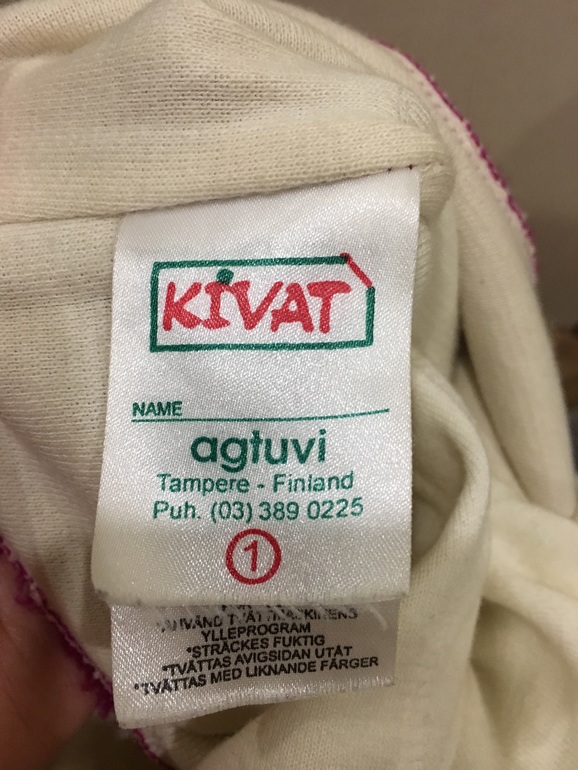 KiVAT
NAME
agtuvi
Tampere - Finland
Puh. (03) 389 0225
1
YLLEPROGRAM
*STRÄCKES FUKTIG
*TVÄTTAS AVIGSIDAN UTÅT
*TVÄTTAS MED LIKNANDE FÄRGER